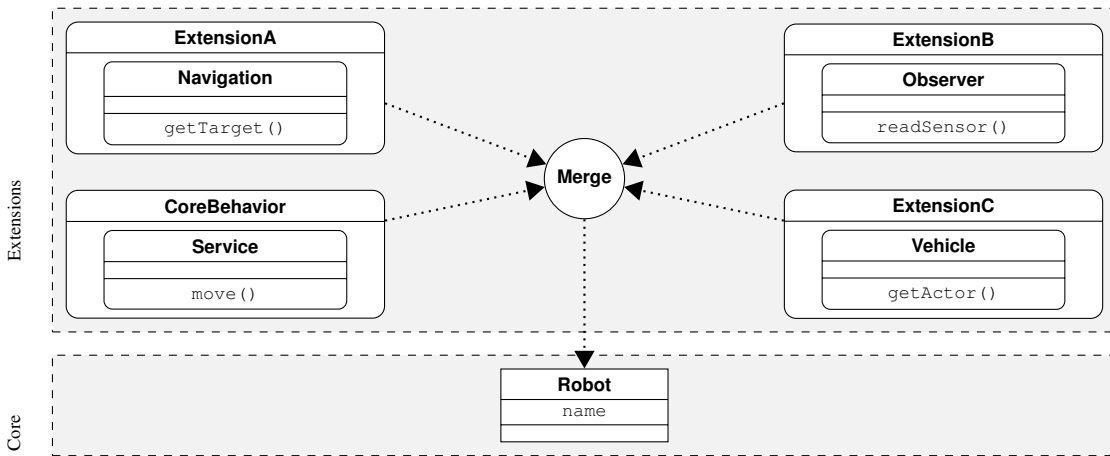 Extensions
ExtensionA
Navigation
getTarget()
ExtensionB
Observer
readSensor()
Merge
CoreBehavior
Service
move()
ExtensionC
Vehicle
getActor()
Core
Robot
name